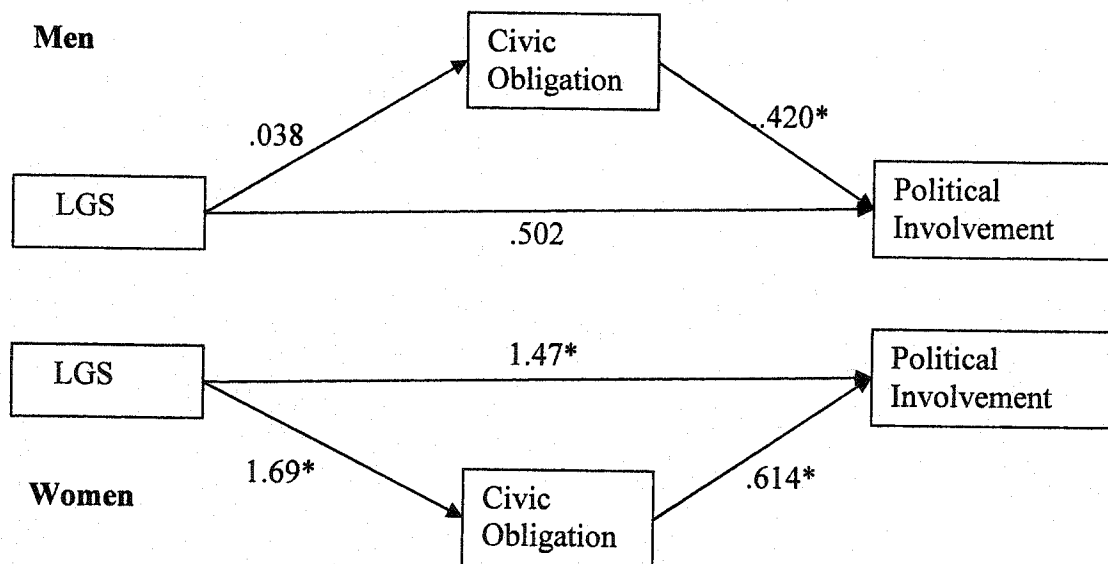 Men
Civic
Obligation
.038
.420*
LGS
Political
Involvement
.502
LGS
1.47*
Political
Involvement
1.69*
.614*
Women
Civic
Obligation